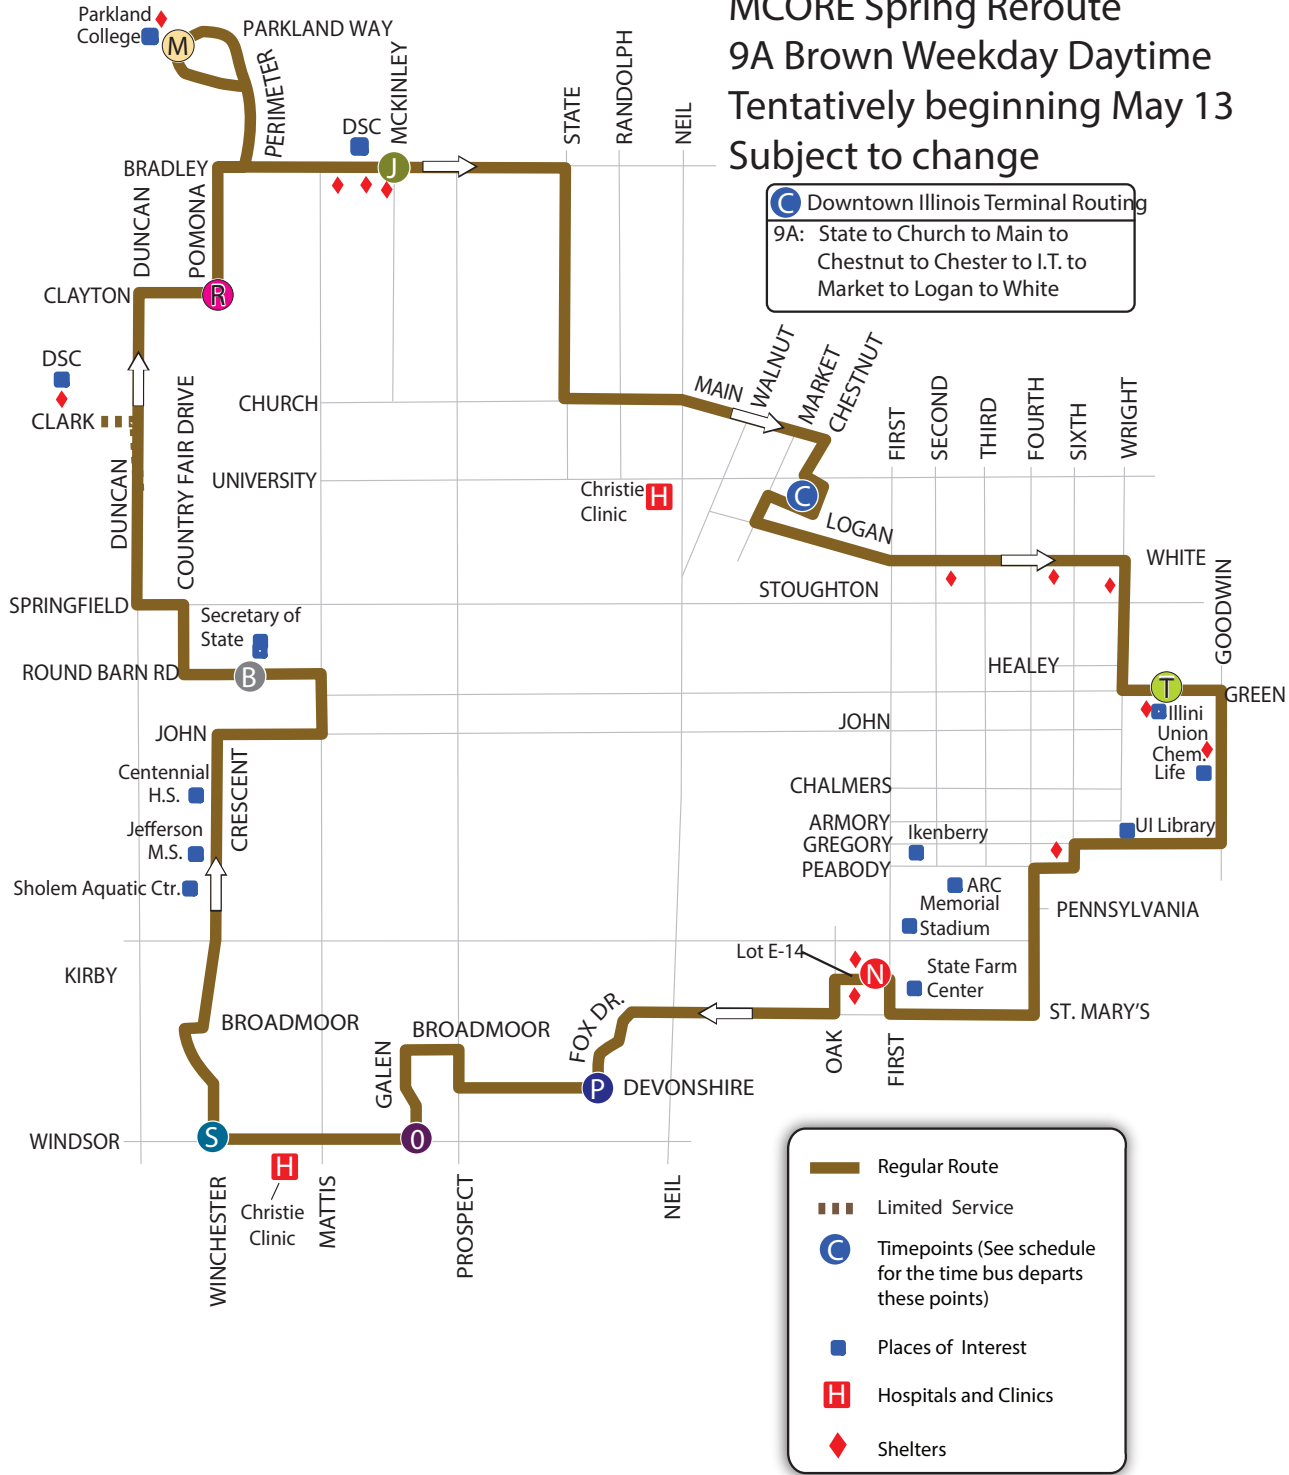 MCORE Spring Reroute
9A Brown Weekday Daytime
Tentatively beginning May 13
Subject to change
C Downtown Illinois Terminal Routing
9A: State to Church to Main to
Chestnut to Chester to I.T. to
Market to Logan to White
Parkland
College
M
PARKLAND WAY
PERIMETER
DSC
MCKINLEY
STATE
RANDOLPH
NEIL
BRADLEY
J
DUNCAN
POMONA
CLAYTON
R
DSC
CLARK
DUNCAN
COUNTRY FAIR DRIVE
CHURCH
MAIN
WALNUT
MARKET
CHESTNUT
FIRST
SECOND
THIRD
FOURTH
SIXTH
WRIGHT
UNIVERSITY
Christie
Clinic
H
C
LOGAN
WHITE
STOUGHTON
GOODWIN
SPRINGFIELD
Secretary of
State
ROUND BARN RD
B
HEALEY
T
GREEN
JOHN
JOHN
Illini
Union
Chem.
Life
Centennial
H.S.
CRESCENT
CHALMERS
Jefferson
M.S.
ARMORY
Ikenberry
UI Library
GREGORY
PEABODY
Sholem Aquatic Ctr.
ARC
Memorial
Stadium
PENNSYLVANIA
Lot E-14
N
State Farm
Center
KIRBY
ST. MARY'S
BROADMOOR
BROADMOOR
FOX DR.
OAK
FIRST
GALEN
P
DEVONSHIRE
WINDSOR
S
O
H
Christie
Clinic
WINCHESTER
MATTIS
PROSPECT
NEIL
Regular Route
Limited Service
C
Timepoints (See schedule
for the time bus departs
these points)
Places of Interest
H
Hospitals and Clinics
Shelters